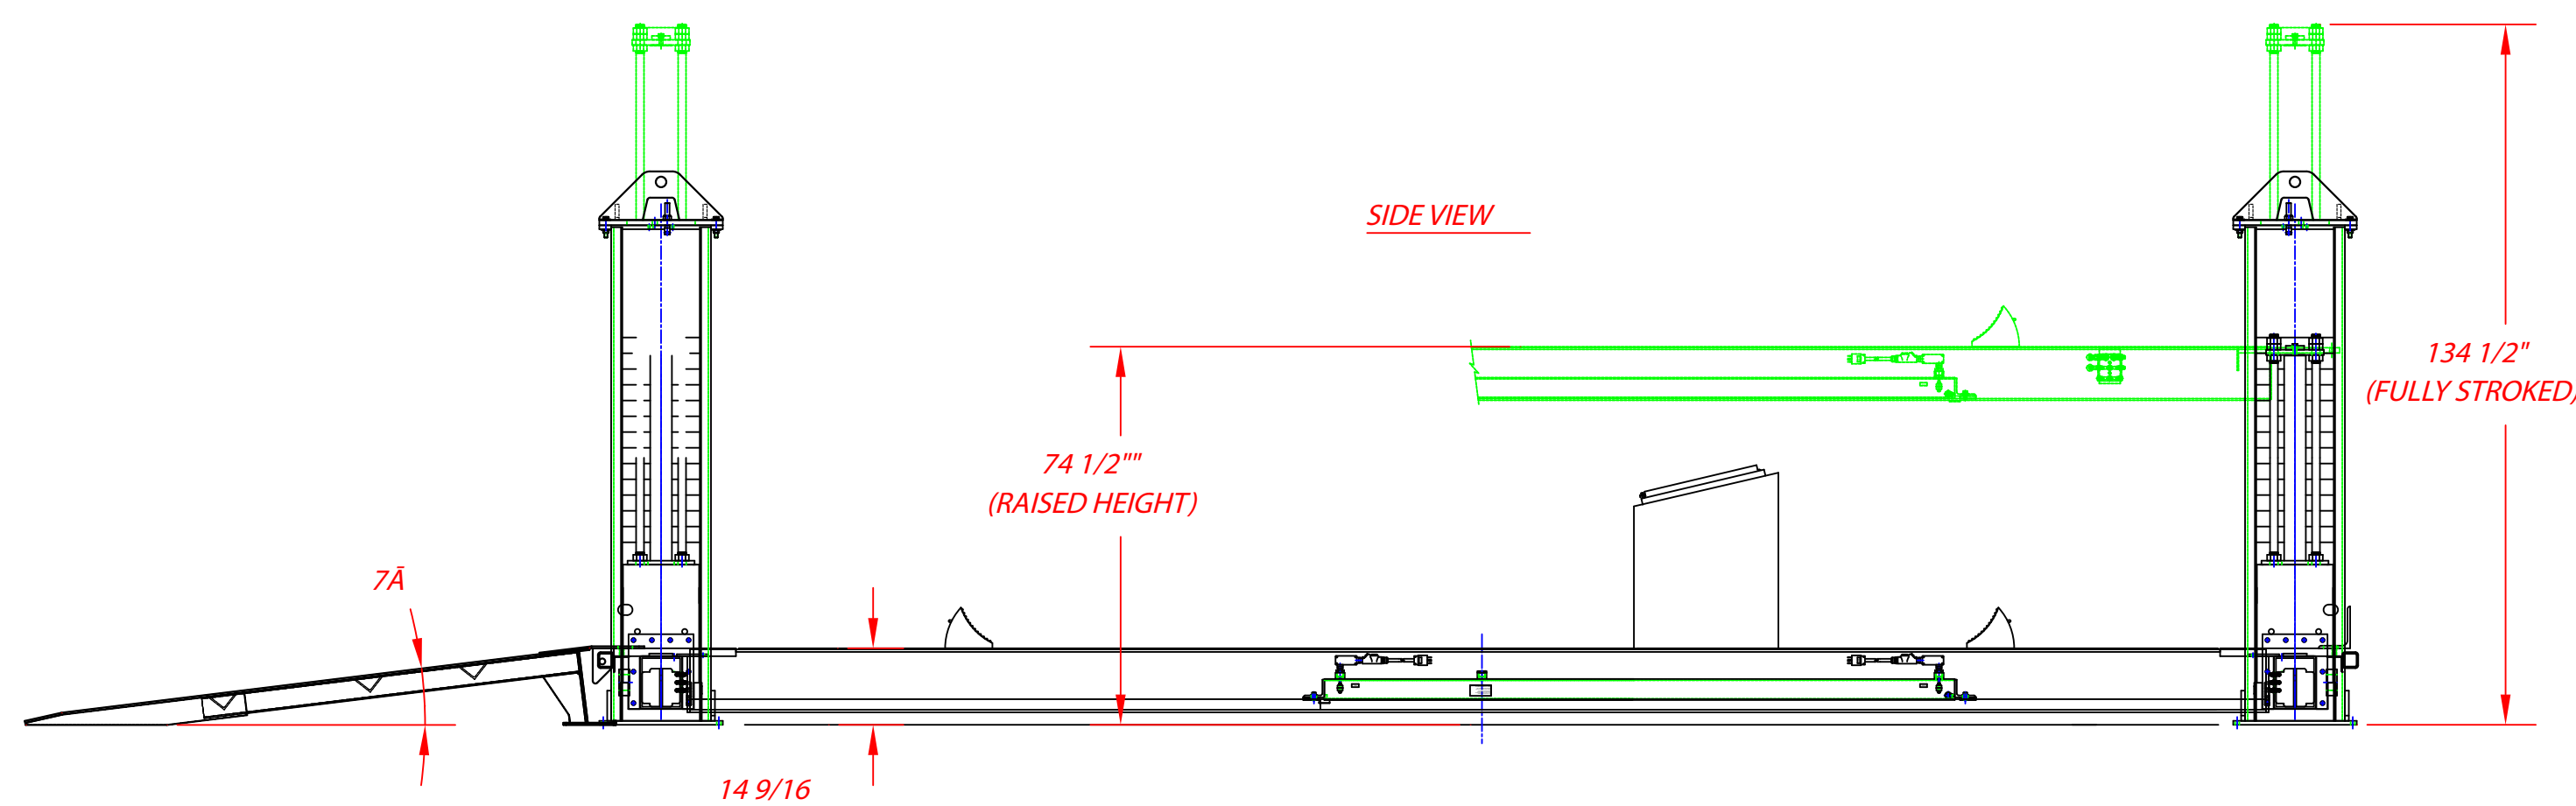 SIDE VIEW
134 1/2"
(FULLY STROKED)
74 1/2""
(RAISED HEIGHT)
7Ā
14 9/16